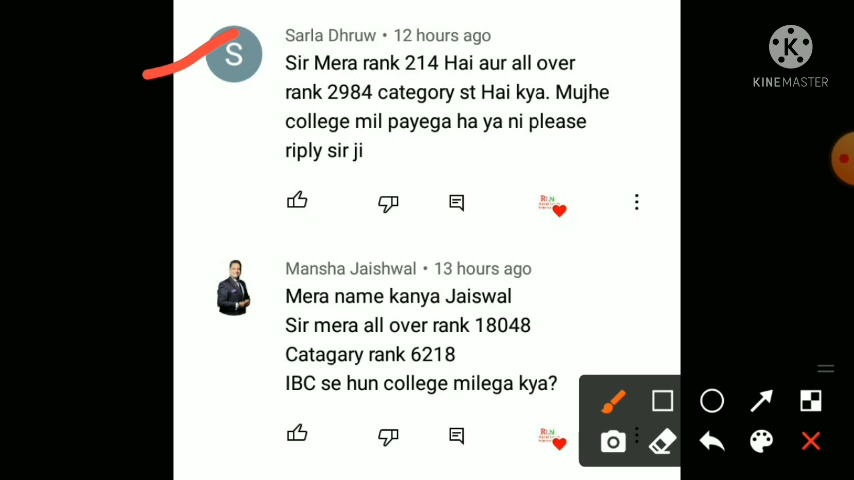 S
Sarla Dhruw • 12 hours ago
Sir Mera rank 214 Hai aur all over
rank 2984 category st Hai kya. Mujhe
college mil payega ha ya ni please
riply sir ji
K
KINEMASTER
Mansha Jaishwal • 13 hours ago
Mera name kanya Jaiswal
Sir mera all over rank 18048
Catagary rank 6218
IBC se hun college milega kya?